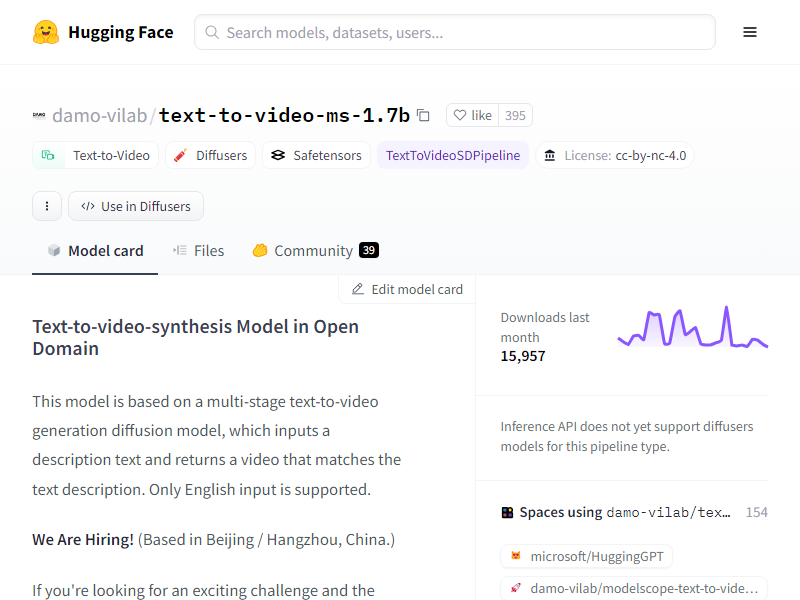 Hugging Face
Search models, datasets, users...
damo-vilab/text-to-video-ms-1.7b
like 395
Text-to-Video
Diffusers
Safetensors
TextToVideoSDPipeline
License: cc-by-nc-4.0
</> Use in Diffusers
Model card
Files
Community 39
Edit model card
Text-to-video-synthesis Model in Open
Domain
This model is based on a multi-stage text-to-video
generation diffusion model, which inputs a
description text and returns a video that matches the
text description. Only English input is supported.
We Are Hiring! (Based in Beijing / Hangzhou, China.)
If you're looking for an exciting challenge and the
Downloads last
month
15,957
Inference API does not yet support diffusers
models for this pipeline type.
Spaces using damo-vilab/tex… 154
microsoft/HuggingGPT
damo-vilab/modelscope-text-to-vide…